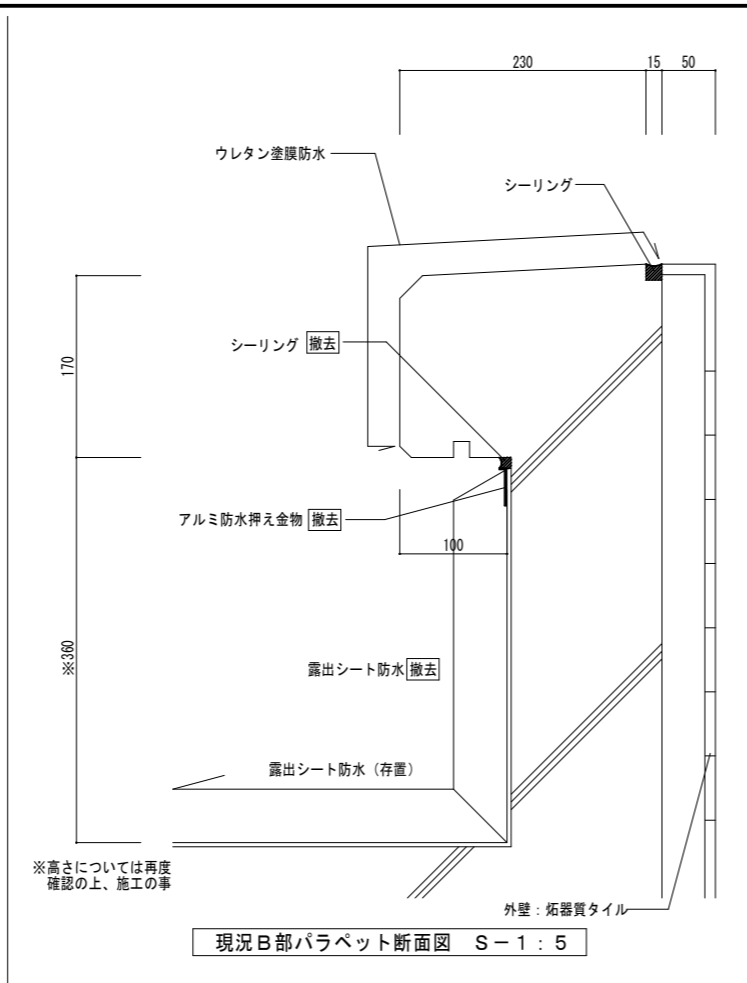 230
15
50
ウレタン塗膜防水
シーリング
170
シーリング 撤去
アルミ防水押え金物 撤去
100
※360
露出シート防水 撤去
露出シート防水（存置）
※高さについては再度
確認の上、施工の事
外壁：炻器質タイル
現況Ｂ部パラペット断面図　Ｓ－１：５